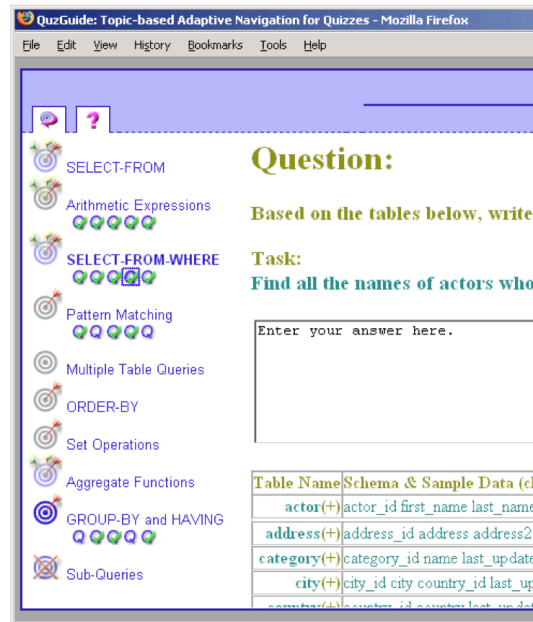 QuzGuide: Topic-based Adaptive Navigation for Quizzes - Mozilla Firefox
File Edit View History Bookmarks Tools Help
?
SELECT-FROM
Arithmetic Expressions
Q Q Q Q Q
SELECT-FROM-WHERE
Q Q Q Q Q
Pattern Matching
Q Q Q Q Q
Multiple Table Queries
ORDER-BY
Set Operations
Aggregate Functions
GROUP-BY and HAVING
Q Q Q Q Q
Sub-Queries
Question:
Based on the tables below, write
Task:
Find all the names of actors who
Enter your answer here.
Table Name Schema & Sample Data (cl
actor(+) actor_id first_name last_name
address(+) address_id address address2
category(+) category_id name last_update
city(+) city_id city country_id last_up
country(+) country_id country last_upda